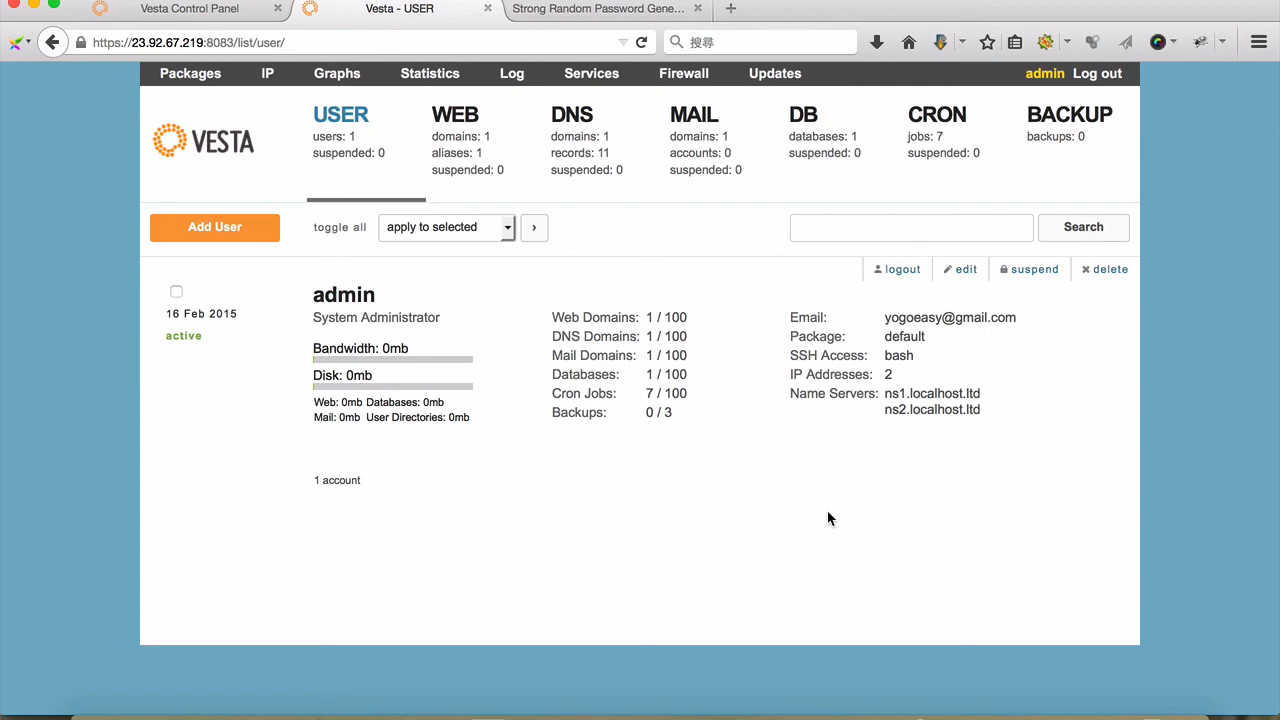 Vesta Control Panel
Vesta - USER
Strong Random Password Gene...
https://23.92.67.219:8083/list/user/
搜尋
Packages IP Graphs Statistics Log Services Firewall Updates admin Log out
VESTA
USER
users: 1
suspended: 0
WEB
domains: 1
aliases: 1
suspended: 0
DNS
domains: 1
records: 11
suspended: 0
MAIL
domains: 1
accounts: 0
suspended: 0
DB
databases: 1
suspended: 0
CRON
jobs: 7
suspended: 0
BACKUP
backups: 0
Add User
toggle all
apply to selected
›
Search
logout edit suspend delete
16 Feb 2015
active
admin
System Administrator
Bandwidth: 0mb
Disk: 0mb
Web: 0mb Databases: 0mb
Mail: 0mb User Directories: 0mb
Web Domains: 1 / 100
DNS Domains: 1 / 100
Mail Domains: 1 / 100
Databases: 1 / 100
Cron Jobs: 7 / 100
Backups: 0 / 3
Email: yogoeasy@gmail.com
Package: default
SSH Access: bash
IP Addresses: 2
Name Servers: ns1.localhost.ltd
ns2.localhost.ltd
1 account